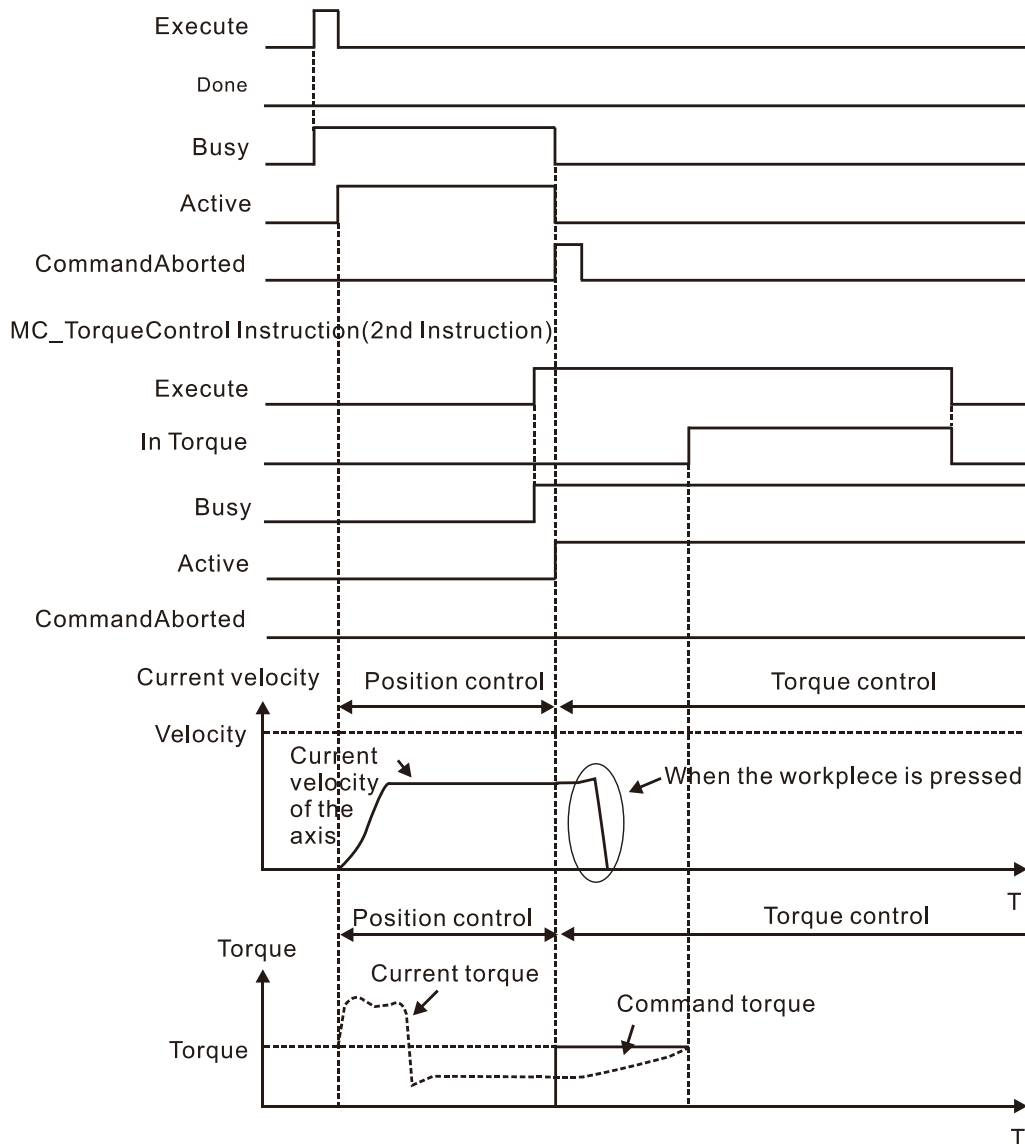 Execute
Done
Busy
Active
CommandAborted
MC_TorqueControl Instruction(2nd Instruction)
Execute
In Torque
Busy
Active
CommandAborted
Current velocity
Position control
Torque control
Velocity
Current
velocity
of the
axis
When the workplece is pressed
T
Position control
Torque control
Torque
Current torque
Command torque
Torque
T